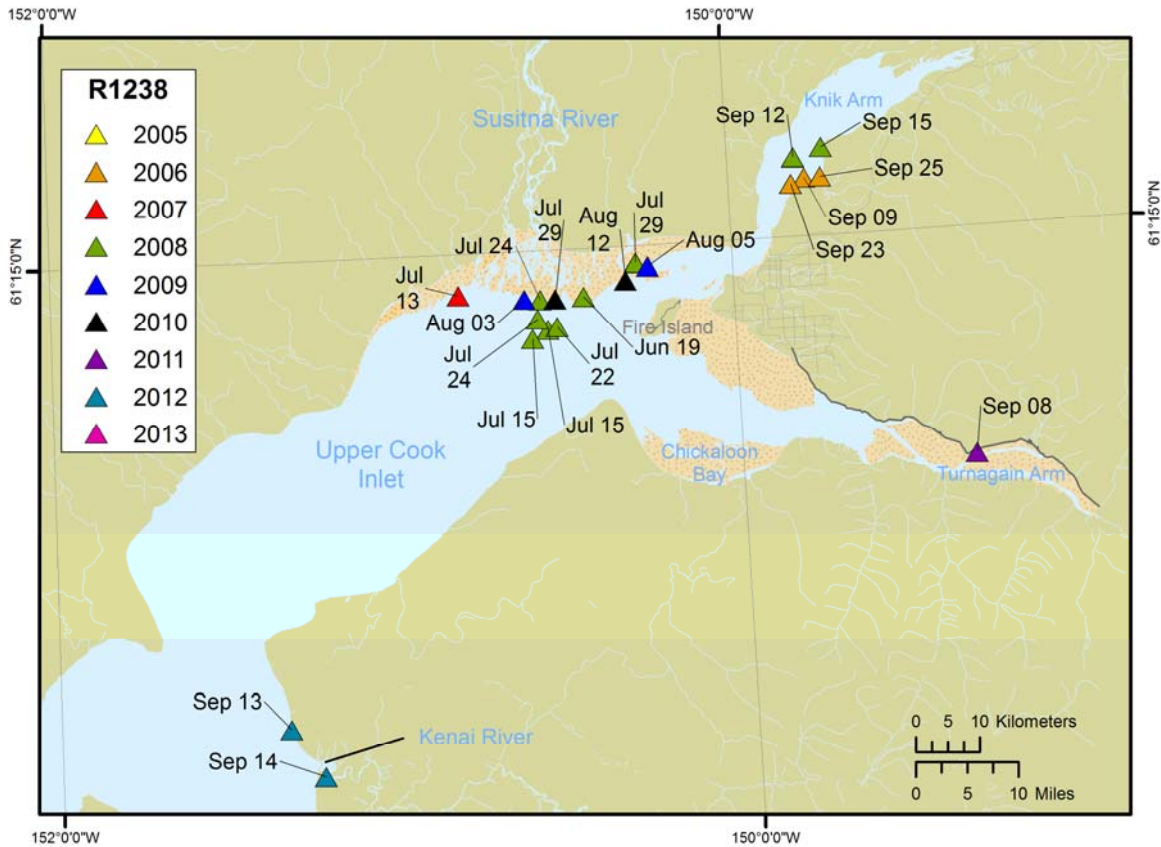 152°0'0"W
150°0'0"W
R1238
2005
2006
2007
2008
2009
2010
2011
2012
2013
Susitna River
Knik Arm
Sep 12
Sep 15
Sep 25
Sep 09
Sep 23
61°15'0"N
61°15'0"N
Jul 24
Jul
29
Aug
12
Jul
29
Aug 05
Jul
13
Aug 03
Fire Island
Jun 19
Jul
24
Jul
22
Jul 15
Jul 15
Sep 08
Upper Cook
Inlet
Chickaloon
Bay
Turnagain Arm
Sep 13
Kenai River
Sep 14
0 5 10 Kilometers
0 5 10 Miles
152°0'0"W
150°0'0"W